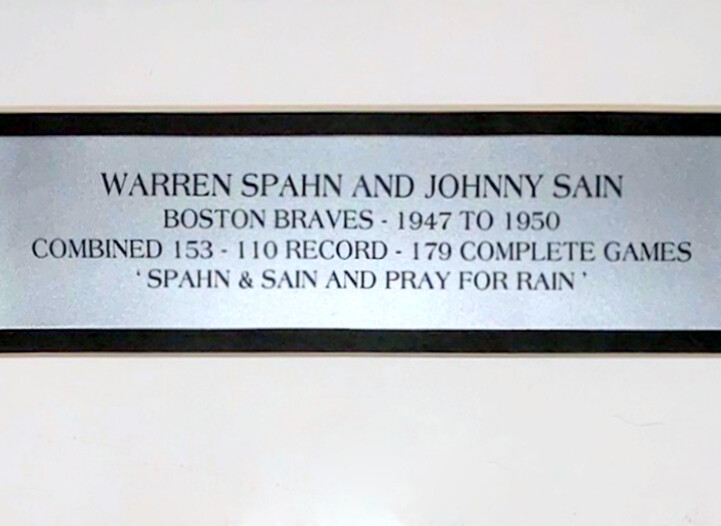 WARREN SPAHN AND JOHNNY SAIN
BOSTON BRAVES - 1947 TO 1950
COMBINED 153 - 110 RECORD - 179 COMPLETE GAMES
' SPAHN & SAIN AND PRAY FOR RAIN '